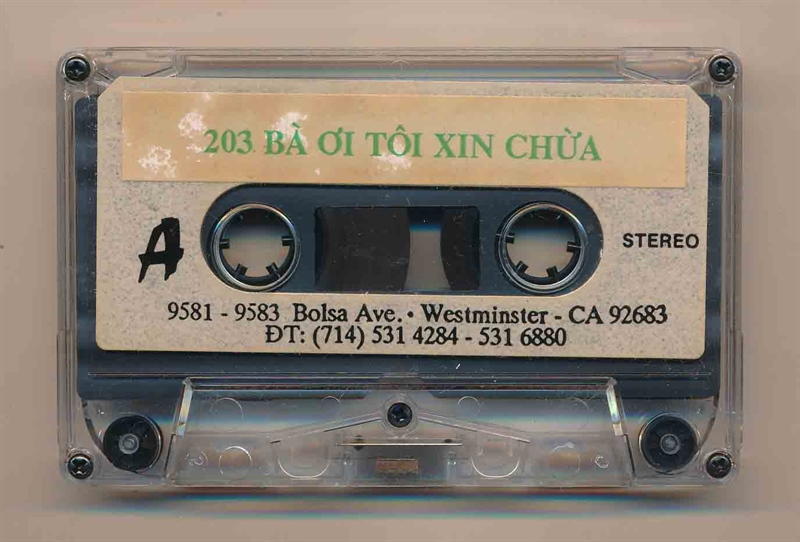 203 BÀ ƠI TÔI XIN CHỪA
A
STEREO
9581 - 9583 Bolsa Ave. • Westminster - CA 92683
ĐT: (714) 531 4284 - 531 6880